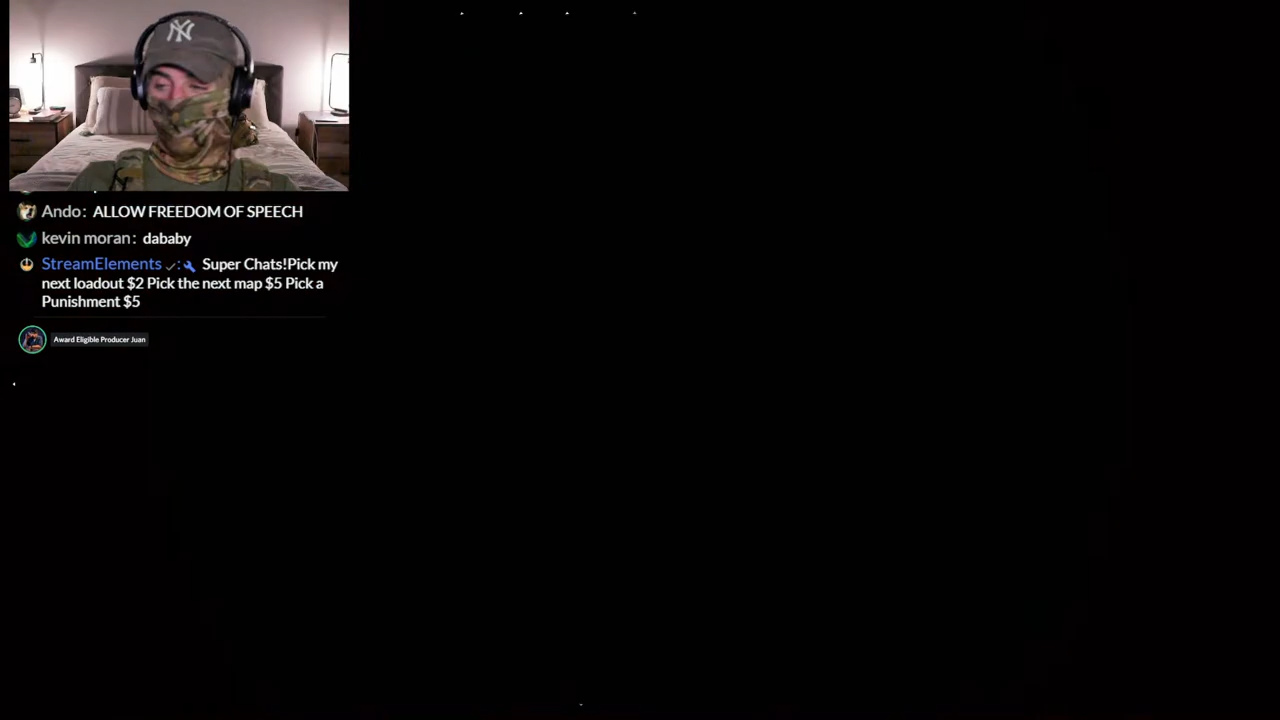 NY
Ando: ALLOW FREEDOM OF SPEECH
kevin moran: dababy
StreamElements ✓:🔧 Super Chats!Pick my
next loadout $2 Pick the next map $5 Pick a
Punishment $5
Award Eligible Producer Juan